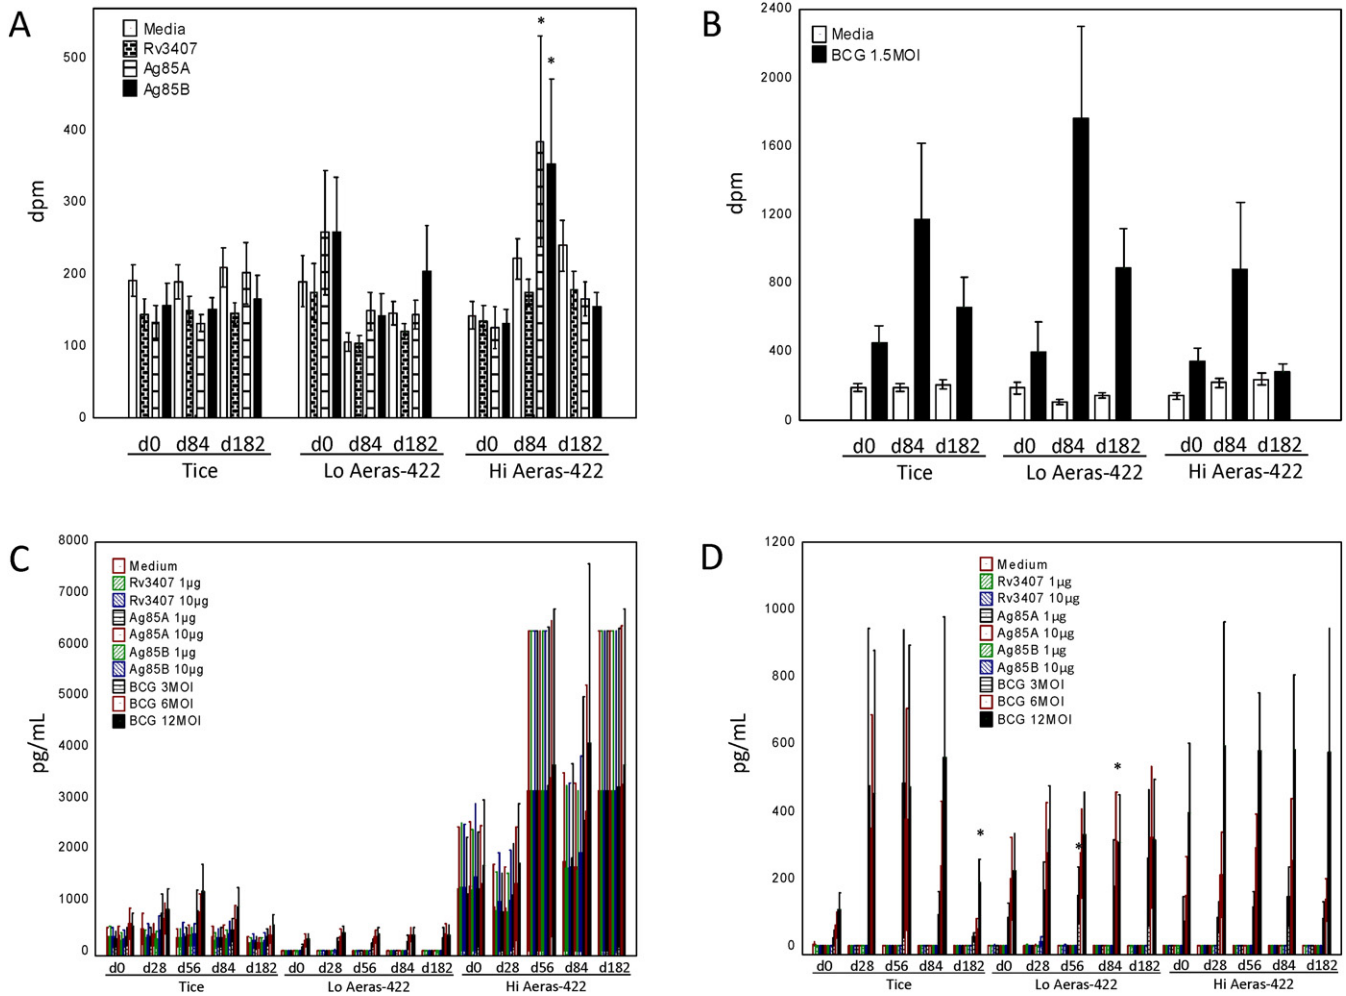 A
Media
Rv3407
Ag85A
Ag85B
500
400
300
200
100
0
dpm
* *
d0 d84 d182 d0 d84 d182 d0 d84 d182
Tice Lo Aeras-422 Hi Aeras-422
B
Media
BCG 1.5MOI
2400
2000
1600
1200
800
400
0
dpm
d0 d84 d182 d0 d84 d182 d0 d84 d182
Tice Lo Aeras-422 Hi Aeras-422
C
Medium
Rv3407 1µg
Rv3407 10µg
Ag85A 1µg
Ag85A 10µg
Ag85B 1µg
Ag85B 10µg
BCG 3MOI
BCG 6MOI
BCG 12MOI
8000
7000
6000
5000
4000
3000
2000
1000
0
pg/mL
d0 d28 d56 d84 d182 d0 d28 d56 d84 d182 d0 d28 d56 d84 d182
Tice Lo Aeras-422 Hi Aeras-422
D
Medium
Rv3407 1µg
Rv3407 10µg
Ag85A 1µg
Ag85A 10µg
Ag85B 1µg
Ag85B 10µg
BCG 3MOI
BCG 6MOI
BCG 12MOI
1200
1000
800
600
400
200
0
pg/mL
* * *
d0 d28 d56 d84 d182 d0 d28 d56 d84 d182 d0 d28 d56 d84 d182
Tice Lo Aeras-422 Hi Aeras-422